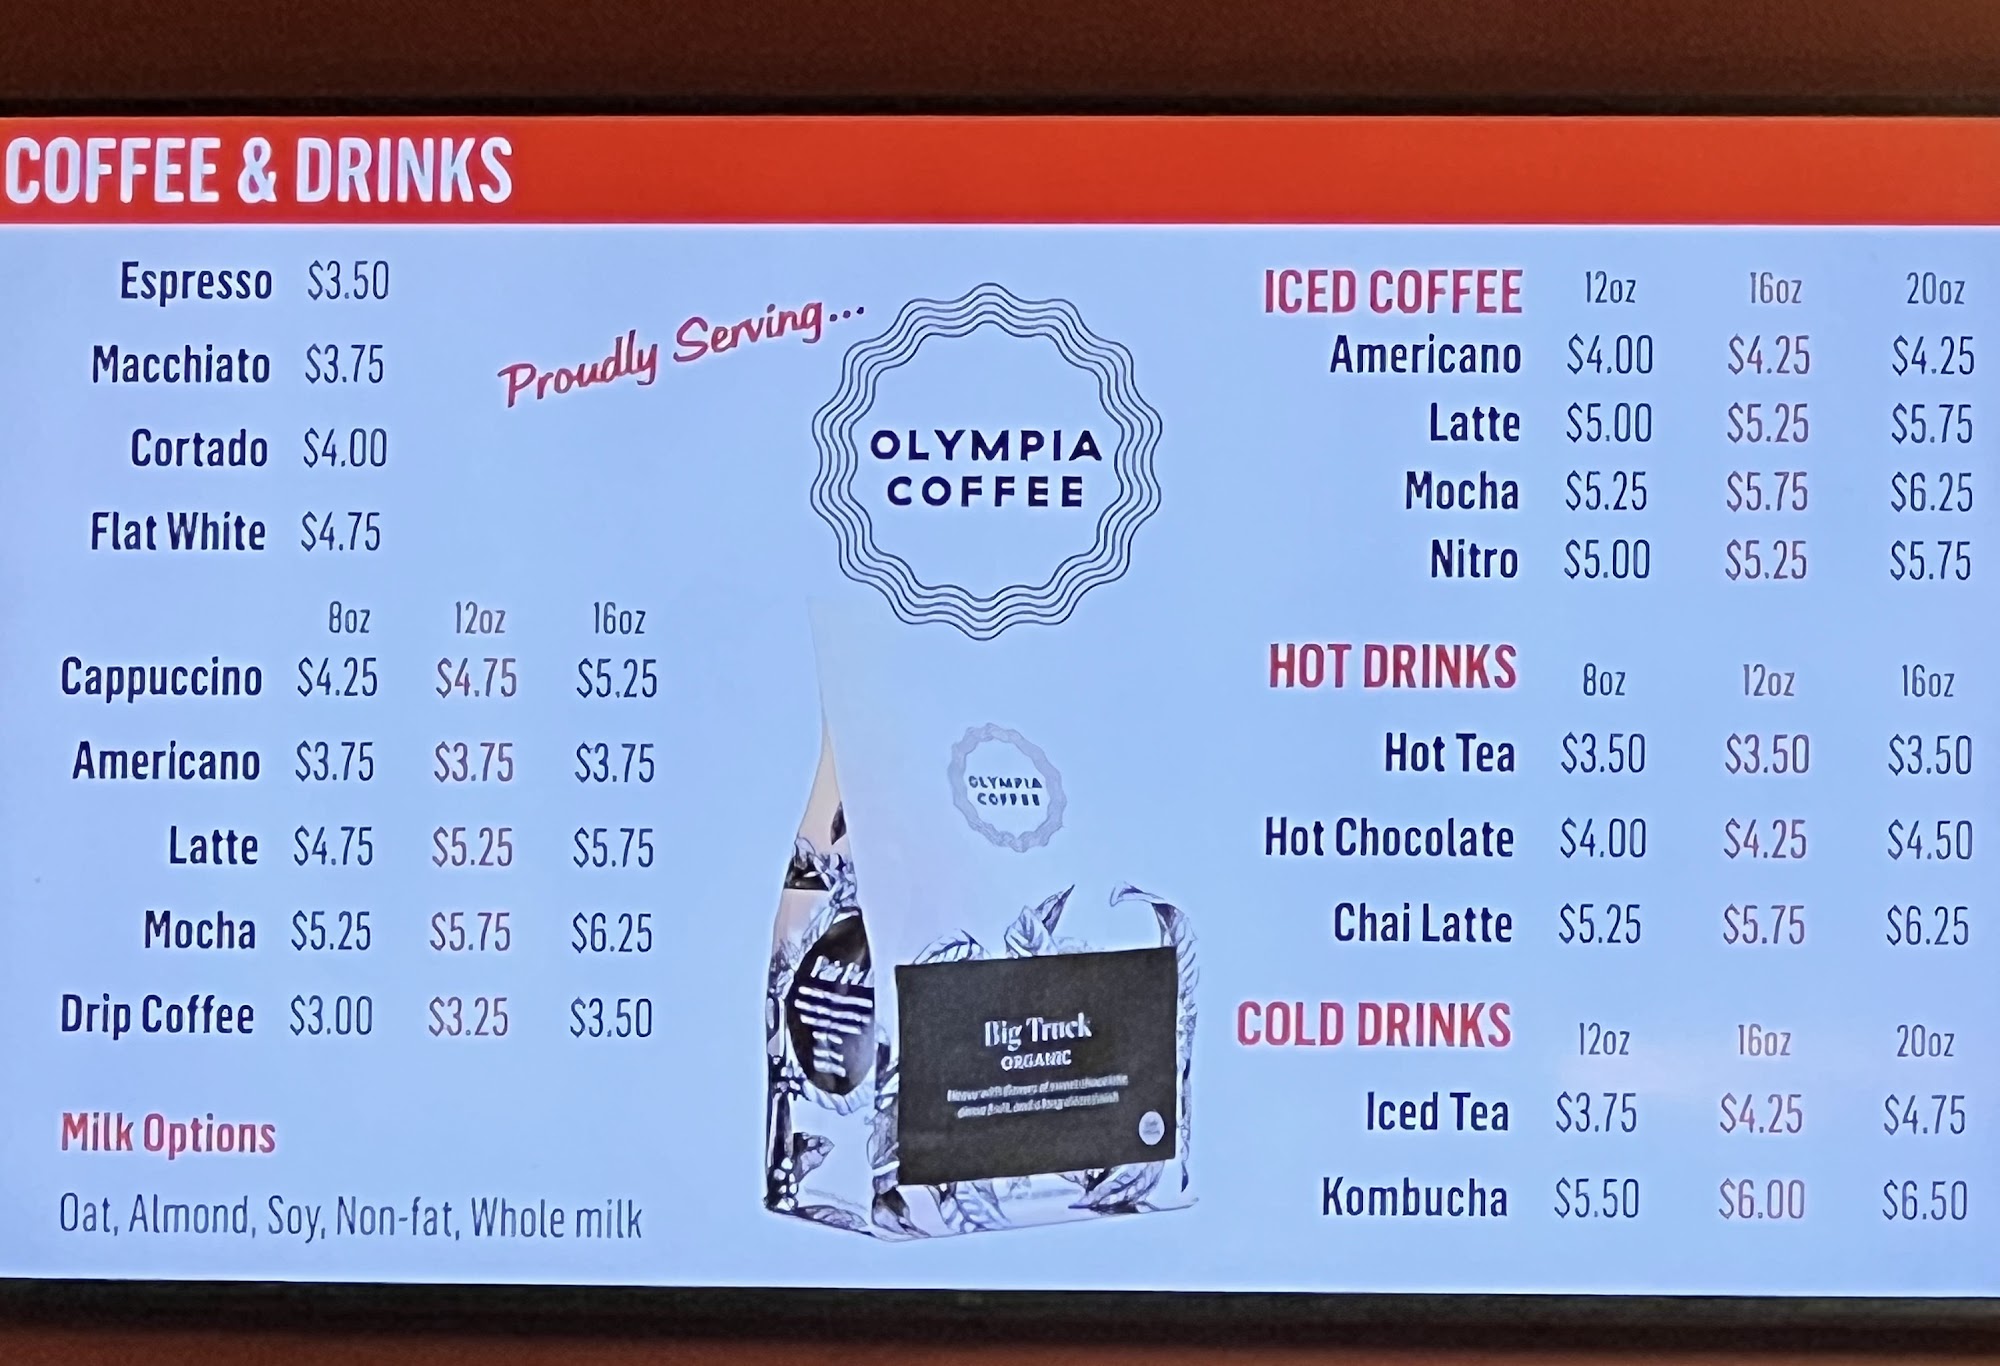 COFFEE & DRINKS
Espresso $3.50
Macchiato $3.75
Cortado $4.00
Flat White $4.75
8oz 12oz 16oz
Cappuccino $4.25 $4.75 $5.25
Americano $3.75 $3.75 $3.75
Latte $4.75 $5.25 $5.75
Mocha $5.25 $5.75 $6.25
Drip Coffee $3.00 $3.25 $3.50
Milk Options
Oat, Almond, Soy, Non-fat, Whole milk
Proudly Serving...
OLYMPIA
COFFEE
OLYMPIA
COFFEE
Big Truck
ORGANIC
ICED COFFEE 12oz 16oz 20oz
Americano $4.00 $4.25 $4.25
Latte $5.00 $5.25 $5.75
Mocha $5.25 $5.75 $6.25
Nitro $5.00 $5.25 $5.75
HOT DRINKS 8oz 12oz 16oz
Hot Tea $3.50 $3.50 $3.50
Hot Chocolate $4.00 $4.25 $4.50
Chai Latte $5.25 $5.75 $6.25
COLD DRINKS 12oz 16oz 20oz
Iced Tea $3.75 $4.25 $4.75
Kombucha $5.50 $6.00 $6.50